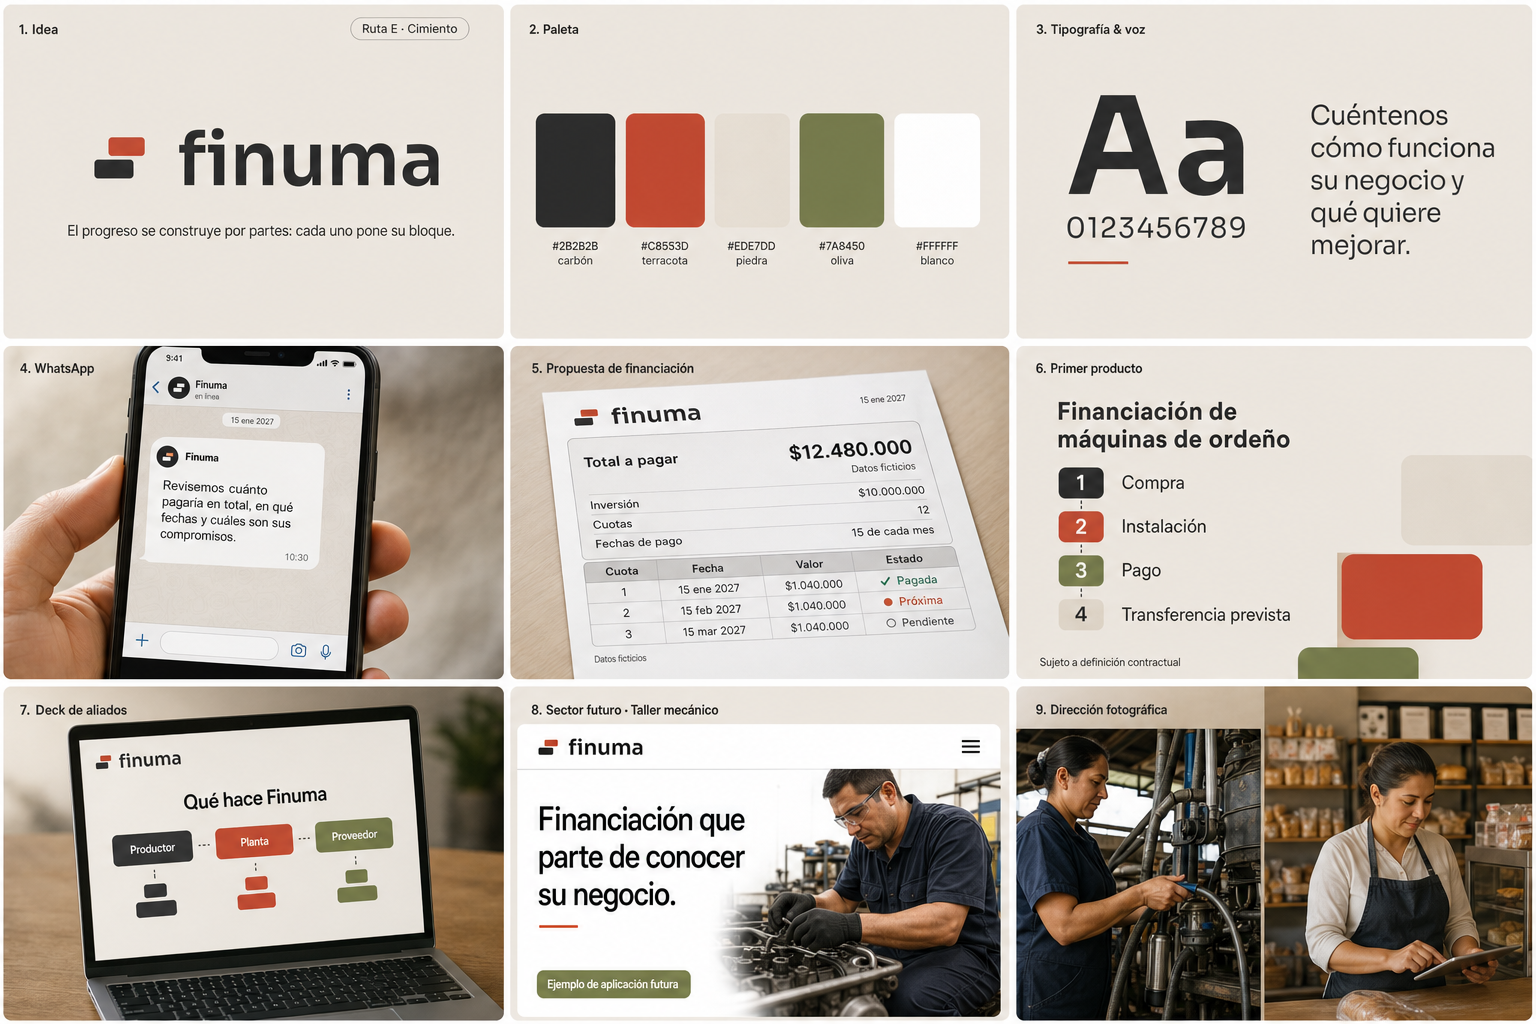 1. Idea
Ruta E · Cimiento
finuma
El progreso se construye por partes: cada uno pone su bloque.
2. Paleta
#2B2B2B
carbón
#C8553D
terracota
#EDE7DD
piedra
#7A8450
oliva
#FFFFFF
blanco
3. Tipografía & voz
Aa
0123456789
Cuéntenos
cómo funciona
su negocio y
qué quiere
mejorar.
4. WhatsApp
9:41
Finuma
en línea
15 ene 2027
Finuma
Revisemos cuánto
pagaría en total, en qué
fechas y cuáles son sus
compromisos.
10:30
5. Propuesta de financiación
finuma
15 ene 2027
Total a pagar
$12.480.000
Datos ficticios
Inversión
$10.000.000
Cuotas
12
Fechas de pago
15 de cada mes
Cuota Fecha Valor Estado
1 15 ene 2027 $1.040.000 Pagada
2 15 feb 2027 $1.040.000 Próxima
3 15 mar 2027 $1.040.000 Pendiente
Datos ficticios
6. Primer producto
Financiación de
máquinas de ordeño
1 Compra
2 Instalación
3 Pago
4 Transferencia prevista
Sujeto a definición contractual
7. Deck de aliados
finuma
Qué hace Finuma
Productor
Planta
Proveedor
8. Sector futuro · Taller mecánico
finuma
Financiación que
parte de conocer
su negocio.
Ejemplo de aplicación futura
9. Dirección fotográfica